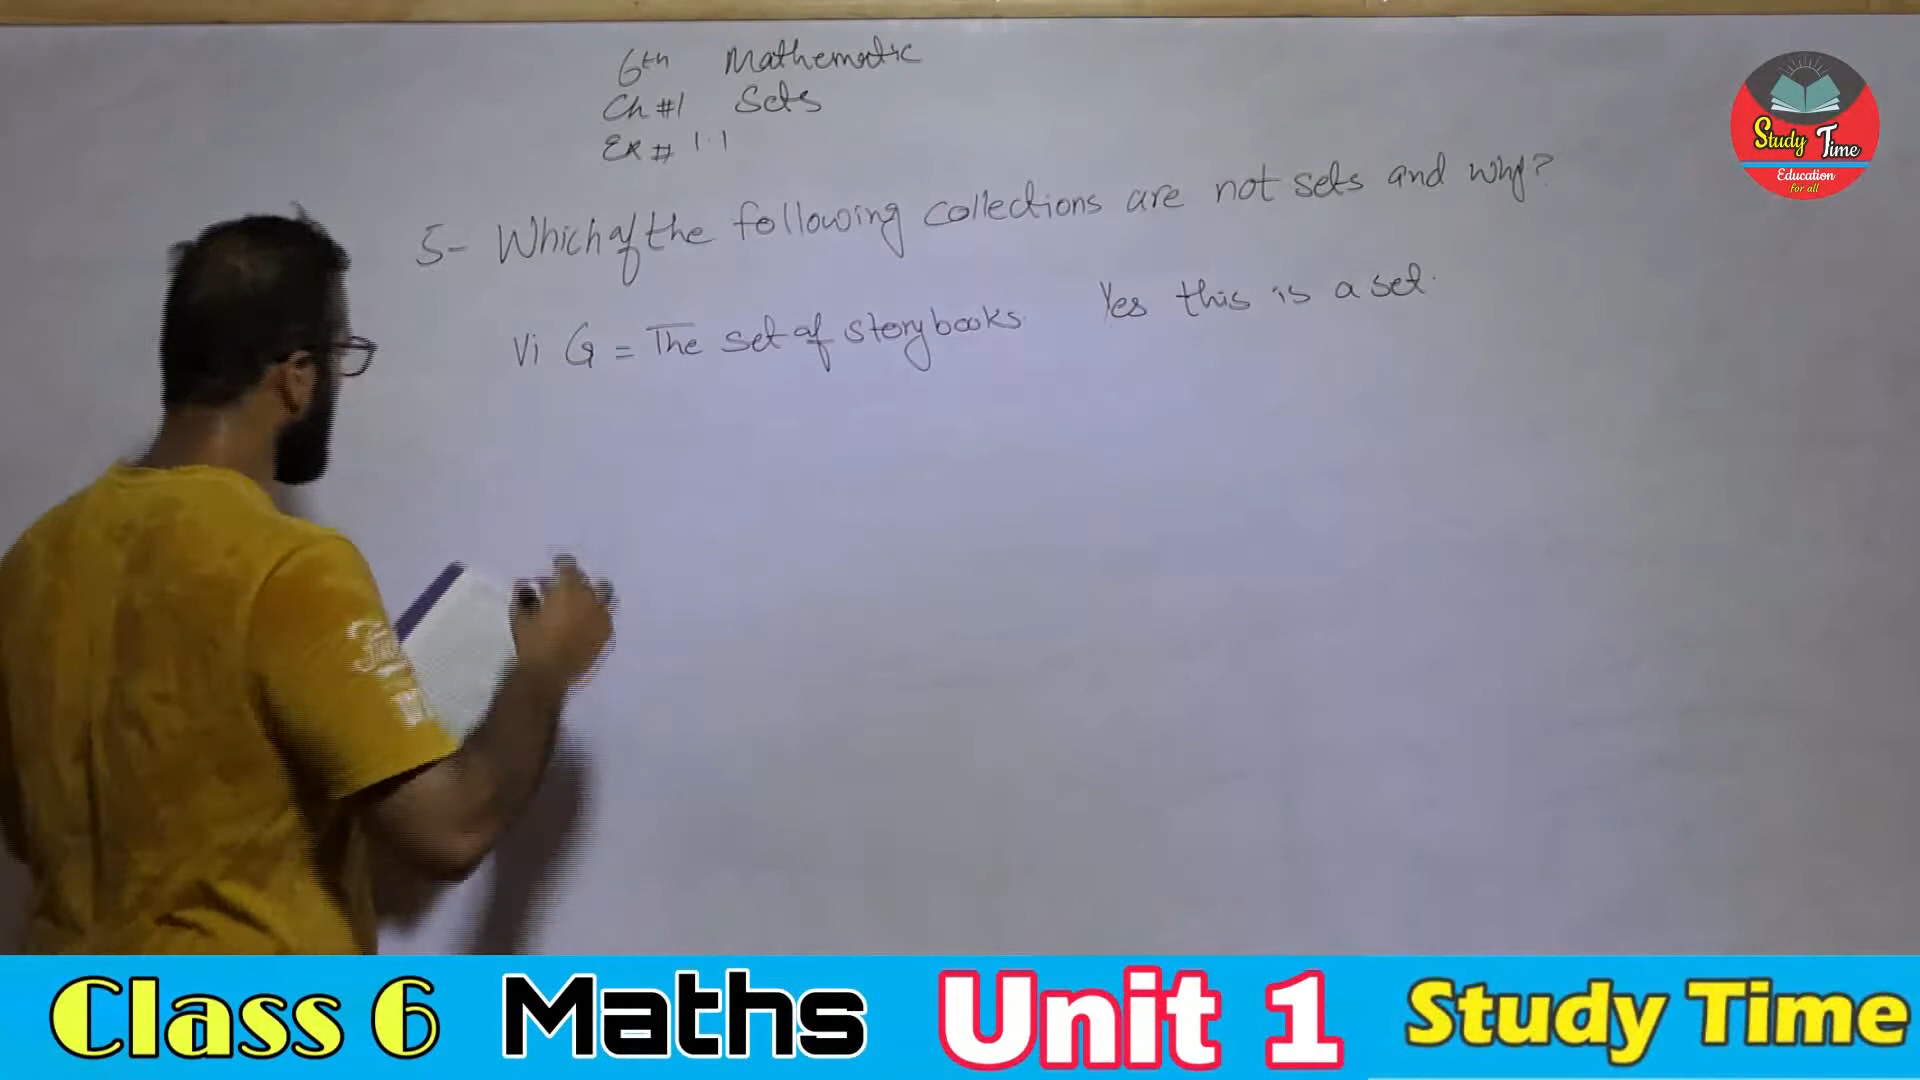 6th Mathematic
Ch #1 Sets
Ex # 1.1
5- Which of the following collections are not sets and why?
Vi G = The set of storybooks. Yes this is a set.
Study Time
Education
for all
Class 6 Maths Unit 1 Study Time